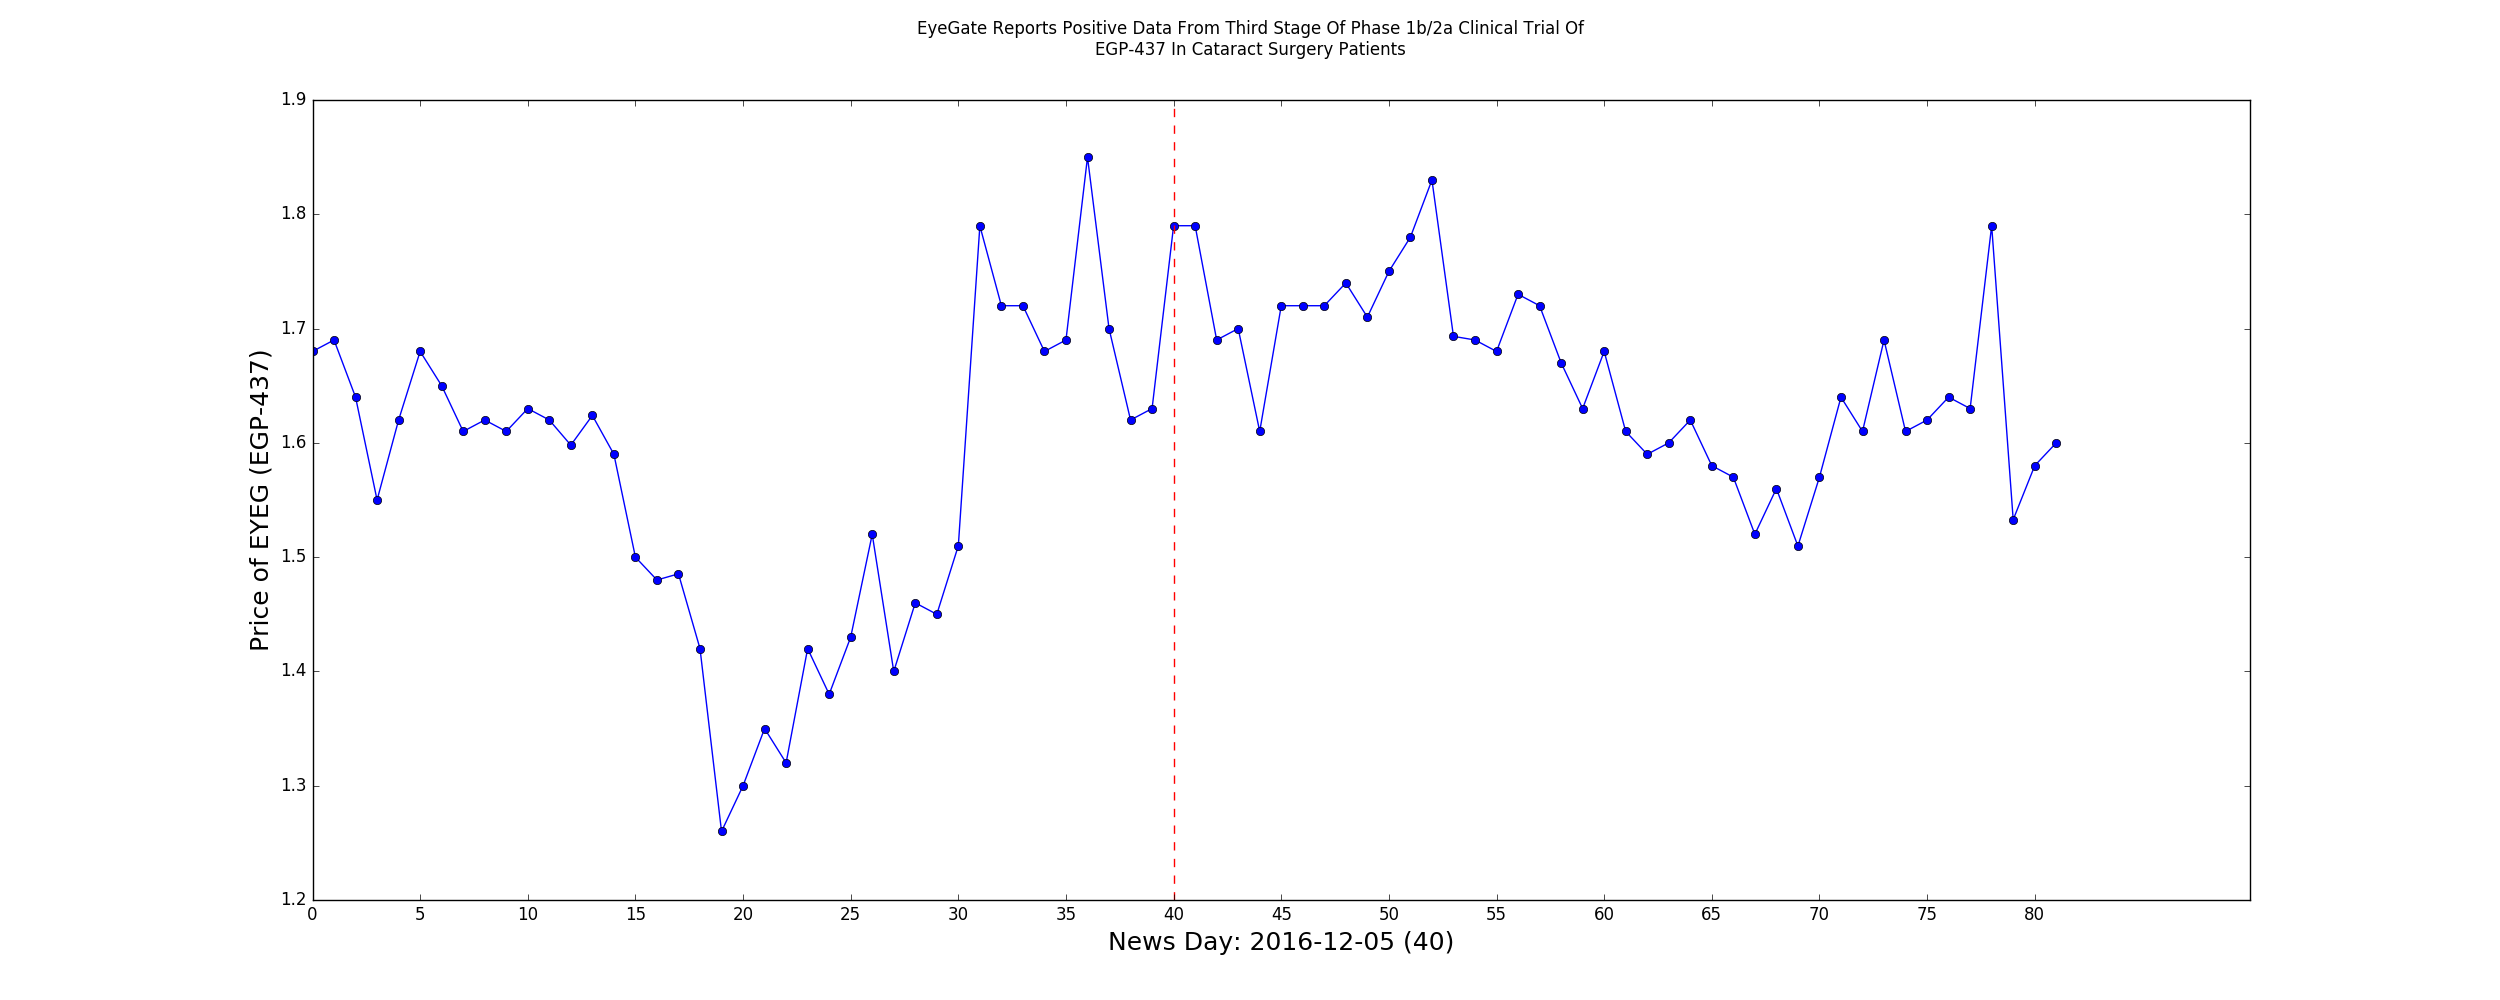 EyeGate Reports Positive Data From Third Stage Of Phase 1b/2a Clinical Trial Of
EGP-437 In Cataract Surgery Patients
1.9
1.8
1.7
1.6
1.5
1.4
1.3
1.2
Price of EYEG (EGP-437)
0 5 10 15 20 25 30 35 40 45 50 55 60 65 70 75 80
News Day: 2016-12-05 (40)